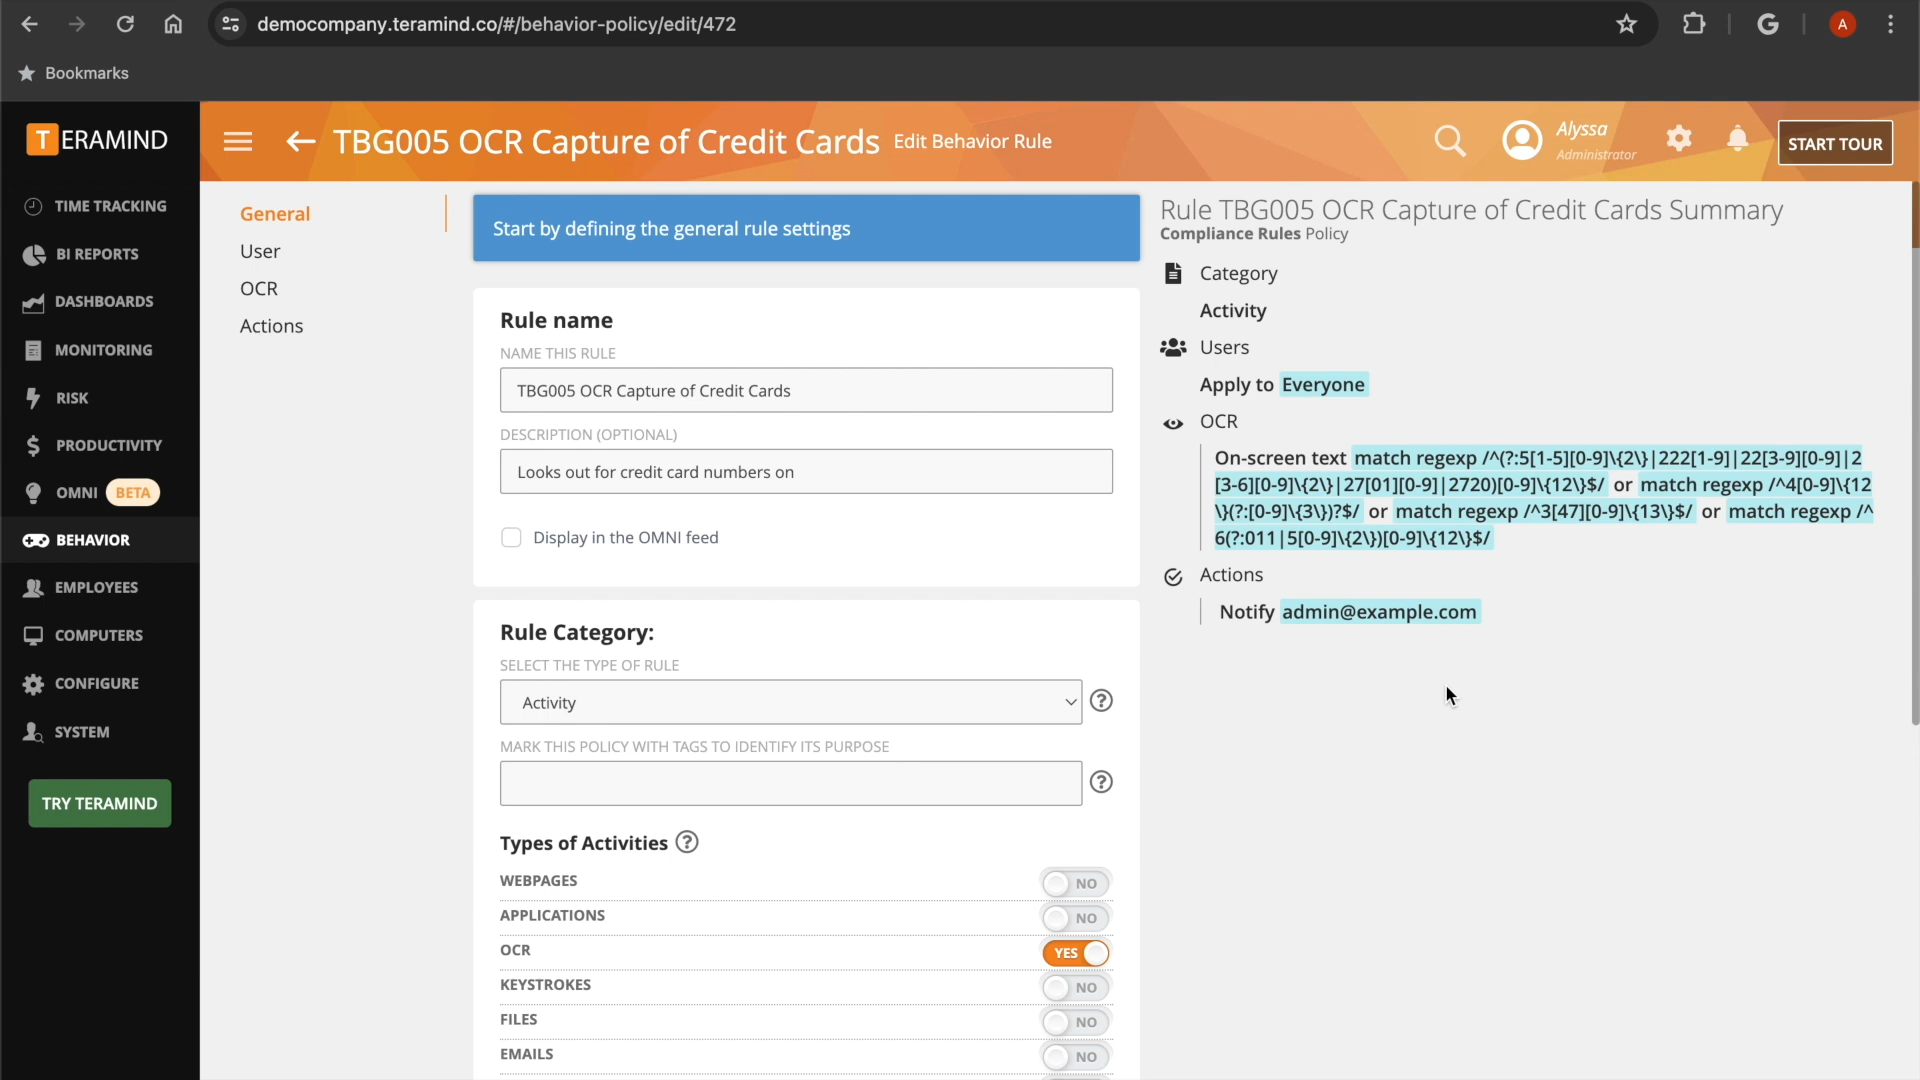 democompany.teramind.co/#/behavior-policy/edit/472
A
Bookmarks
TERAMIND
TBG005 OCR Capture of Credit Cards Edit Behavior Rule
Alyssa
Administrator
START TOUR
TIME TRACKING
BI REPORTS
DASHBOARDS
MONITORING
RISK
PRODUCTIVITY
OMNI BETA
BEHAVIOR
EMPLOYEES
COMPUTERS
CONFIGURE
SYSTEM
TRY TERAMIND
General
User
OCR
Actions
Start by defining the general rule settings
Rule name
NAME THIS RULE
TBG005 OCR Capture of Credit Cards
DESCRIPTION (OPTIONAL)
Looks out for credit card numbers on
Display in the OMNI feed
Rule Category:
SELECT THE TYPE OF RULE
Activity
MARK THIS POLICY WITH TAGS TO IDENTIFY ITS PURPOSE
Types of Activities
WEBPAGES NO
APPLICATIONS NO
OCR YES
KEYSTROKES NO
FILES NO
EMAILS NO
Rule TBG005 OCR Capture of Credit Cards Summary
Compliance Rules Policy
Category
Activity
Users
Apply to Everyone
OCR
On-screen text match regexp /^(?:5[1-5][0-9]\{2\}|222[1-9]|22[3-9][0-9]|2
[3-6][0-9]\{2\}|27[01][0-9]|2720)[0-9]\{12\}$/ or match regexp /^4[0-9]\{12
\}(?:[0-9]\{3\})?$/ or match regexp /^3[47][0-9]\{13\}$/ or match regexp /^
6(?:011|5[0-9]\{2\})[0-9]\{12\}$/
Actions
Notify admin@example.com